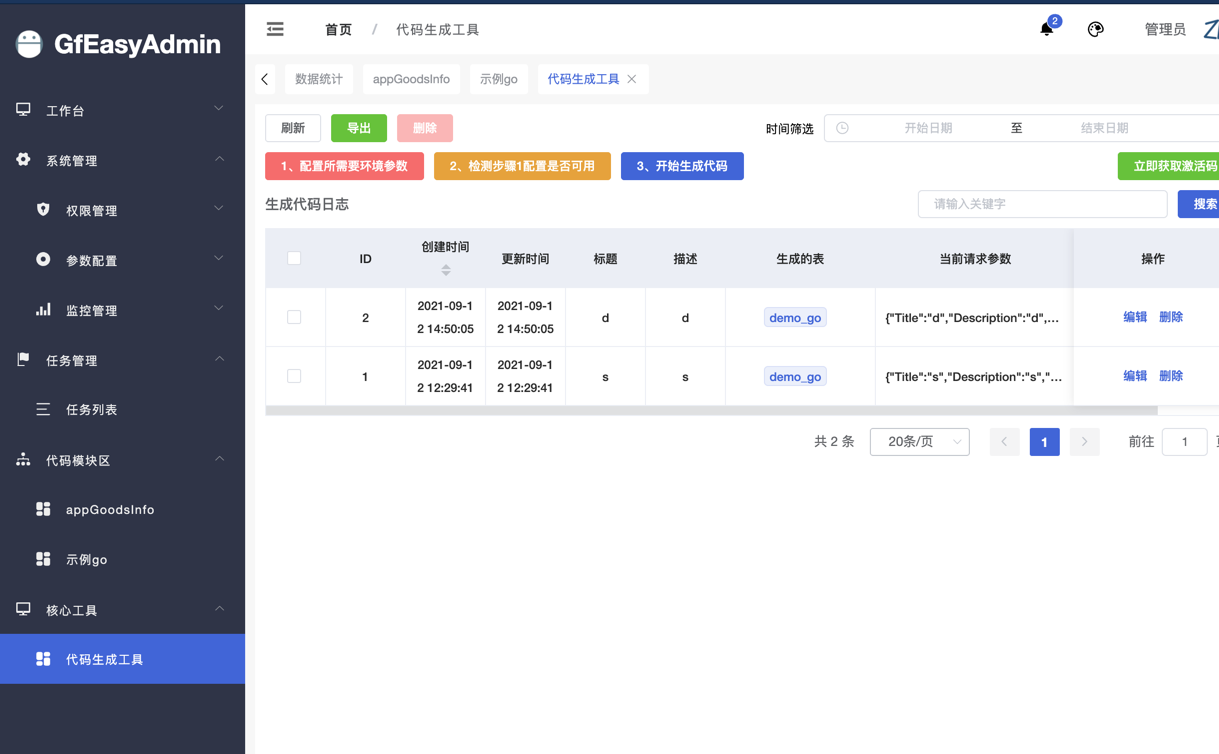 GfEasyAdmin
工作台
系统管理
权限管理
参数配置
监控管理
任务管理
任务列表
代码模块区
appGoodsInfo
示例go
核心工具
代码生成工具
首页 / 代码生成工具
2
管理员
数据统计 appGoodsInfo 示例go 代码生成工具
刷新 导出 删除 时间筛选 开始日期 至 结束日期
1、配置所需要环境参数 2、检测步骤1配置是否可用 3、开始生成代码 立即获取激活码
生成代码日志 请输入关键字 搜索
ID 创建时间 更新时间 标题 描述 生成的表 当前请求参数 操作
2 2021-09-1 2021-09-1 d d demo_go {"Title":"d","Description":"d",... 编辑 删除
2 14:50:05 2 14:50:05
1 2021-09-1 2021-09-1 s s demo_go {"Title":"s","Description":"s","... 编辑 删除
2 12:29:41 2 12:29:41
共 2 条 20条/页 1 前往 1